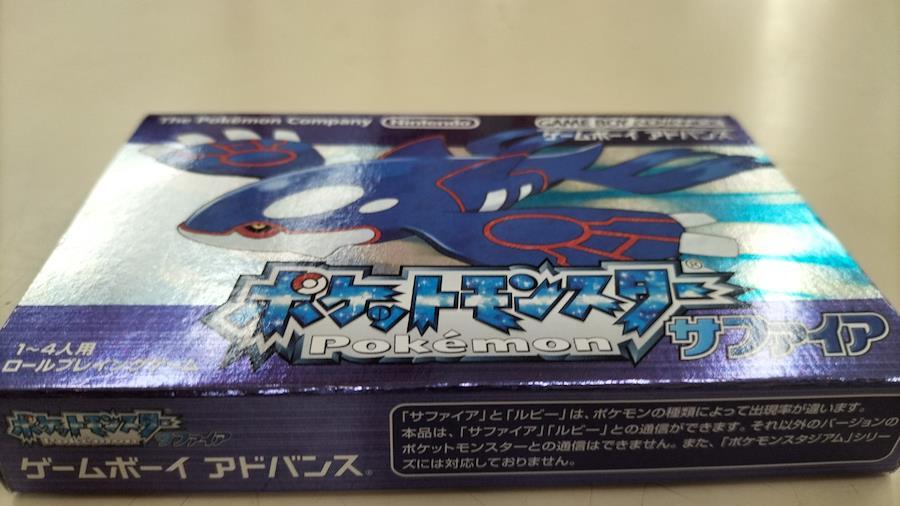 The Pokémon Company Nintendo GAME BOY ADVANCE
ゲームボーイ アドバンス
ポケットモンスター®
Pokémon
サファイア
1~4人用
ロールプレイングゲーム
ポケットモンスター
サファイア
ゲームボーイ アドバンス®
「サファイア」と「ルビー」は、ポケモンの種類によって出現率が違います。
本品は、「サファイア」「ルビー」との通信ができます。それ以外のバージョンの
ポケットモンスターとの通信はできません。また、「ポケモンスタジアム」シリー
ズには対応しておりません。